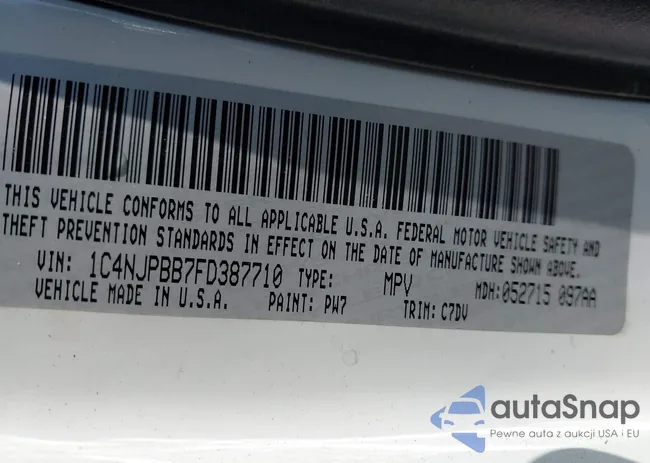 THIS VEHICLE CONFORMS TO ALL APPLICABLE U.S.A. FEDERAL MOTOR VEHICLE SAFETY AND
THEFT PREVENTION STANDARDS IN EFFECT ON THE DATE OF MANUFACTURE SHOWN ABOVE.
VIN: 1C4NJPBB7FD387710 TYPE: MPV MDH:052715 097AA
VEHICLE MADE IN U.S.A. PAINT: PW7 TRIM: C7DV
autaSnap
Pewne auta z aukcji USA i EU